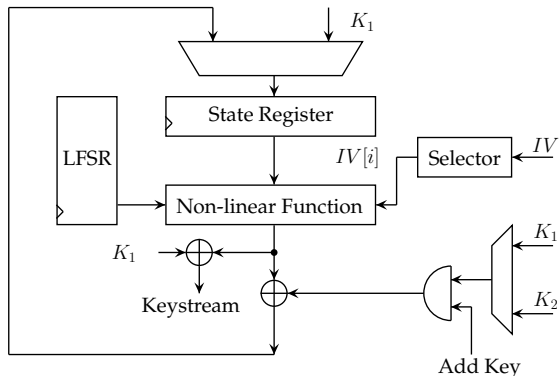 K₁
State Register
LFSR
IV[i]
Selector
IV
Non-linear Function
K₁
K₁
Keystream
K₂
Add Key